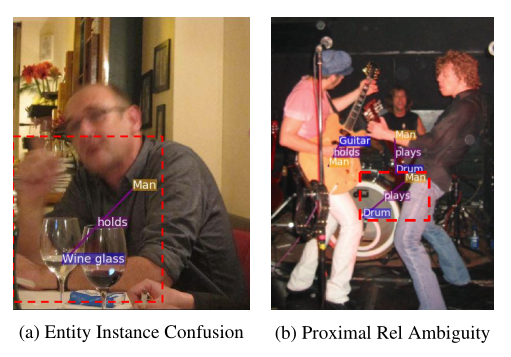 Man
holds
Wine glass
Guitar
Man
holds
plays
Man
Drum
Man
plays
Drum
(a) Entity Instance Confusion
(b) Proximal Rel Ambiguity